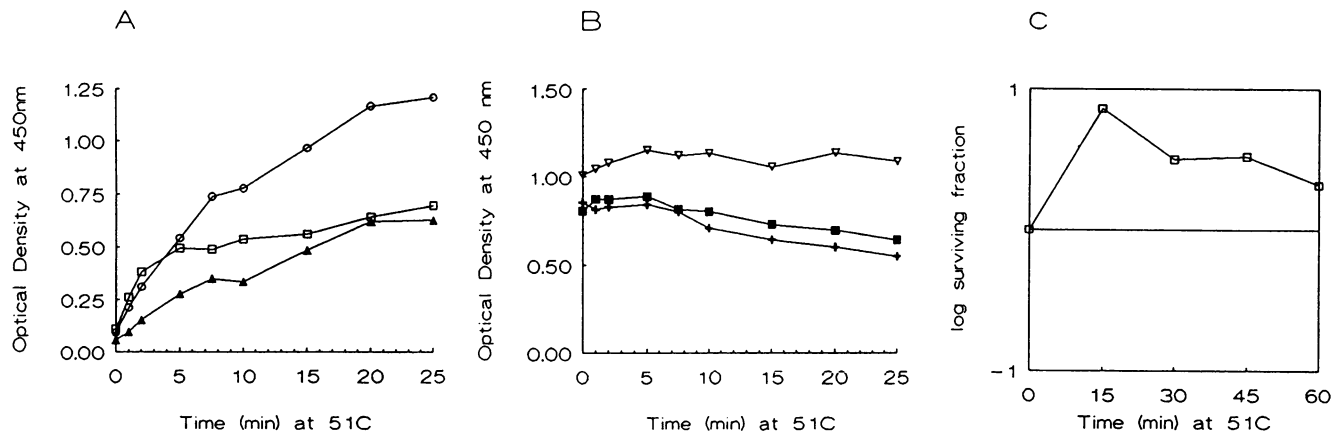 A
Optical Density at 450nm
1.25
1.00
0.75
0.50
0.25
0.00
0 5 10 15 20 25
Time (min) at 51C
B
Optical Density at 450 nm
1.50
1.00
0.50
0.00
0 5 10 15 20 25
Time (min) at 51C
C
log surviving fraction
1
-1
0 15 30 45 60
Time (min) at 51C